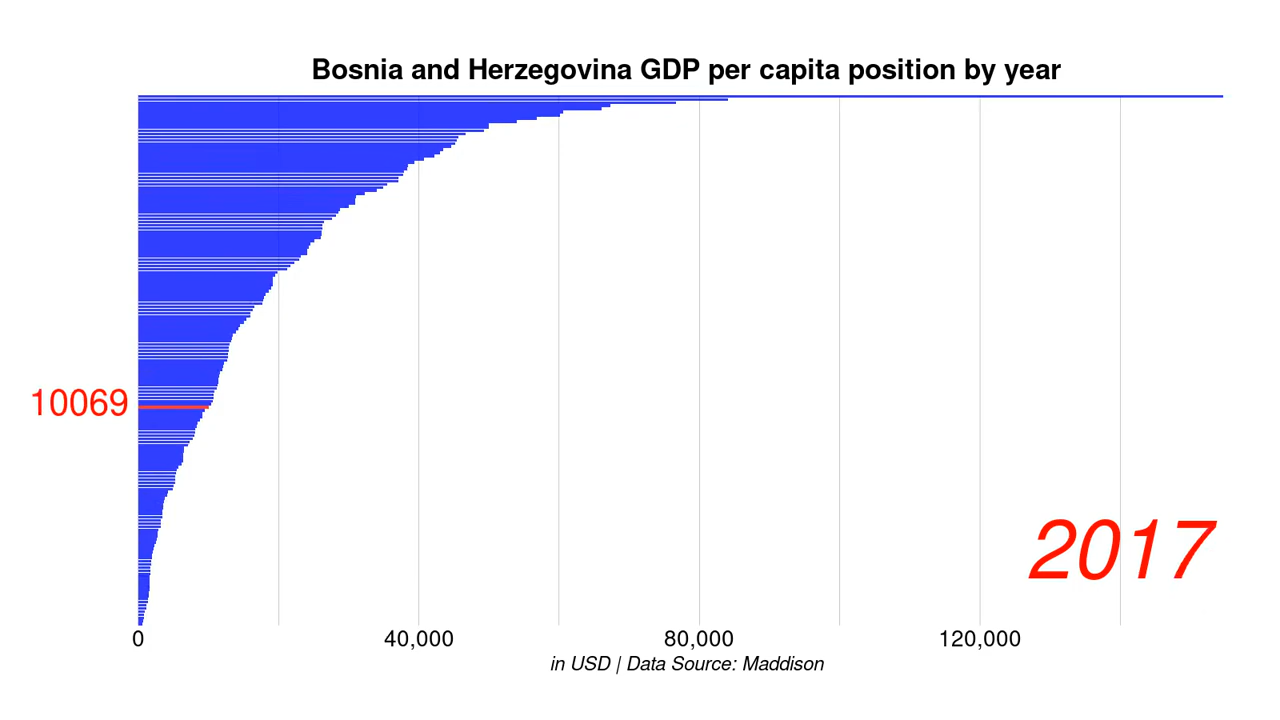 Bosnia and Herzegovina GDP per capita position by year
10069
2017
0 40,000 80,000 120,000
in USD | Data Source: Maddison